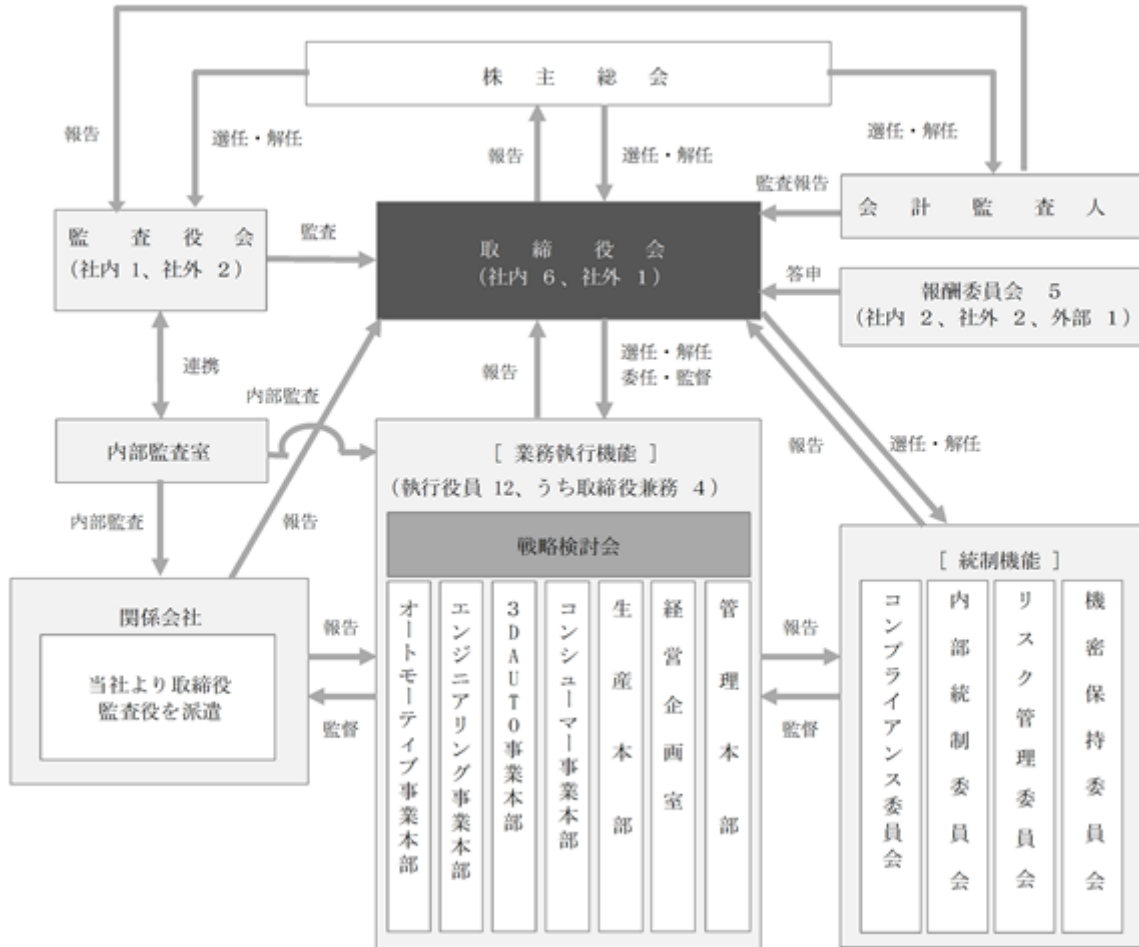 株主総会
報告
選任・解任
報告
選任・解任
選任・解任
監査報告
会計監査人
監査役会
(社内 1、社外 2)
監査
取締役会
(社内 6、社外 1)
答申
報酬委員会 5
(社内 2、社外 2、外部 1)
連携
内部監査
報告
選任・解任
委任・監督
報告
選任・解任
内部監査室
内部監査
報告
[ 業務執行機能 ]
(執行役員 12、うち取締役兼務 4)
戦略検討会
オートモーティブ事業本部
エンジニアリング事業本部
3DAUTO事業本部
コンシューマー事業本部
生産本部
経営企画室
管理本部
関係会社
当社より取締役
監査役を派遣
報告
監督
報告
監督
[ 統制機能 ]
コンプライアンス委員会
内部統制委員会
リスク管理委員会
機密保持委員会